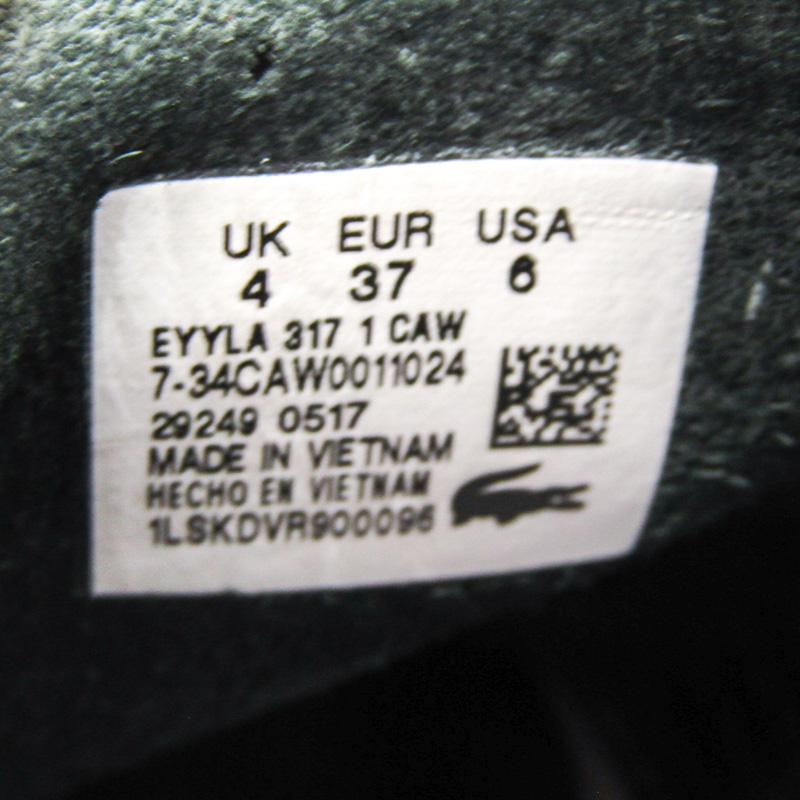 UK EUR USA
4 37 6
EYYLA 317 1 CAW
7-34CAW0011024
29249 0517
MADE IN VIETNAM
HECHO EN VIETNAM
1LSKDVR900096